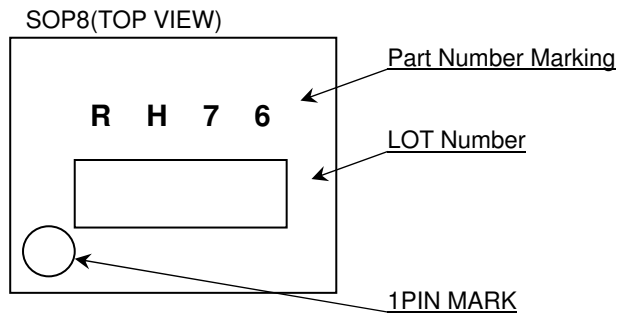 SOP8(TOP VIEW)
Part Number Marking
R H 7 6
LOT Number
1PIN MARK